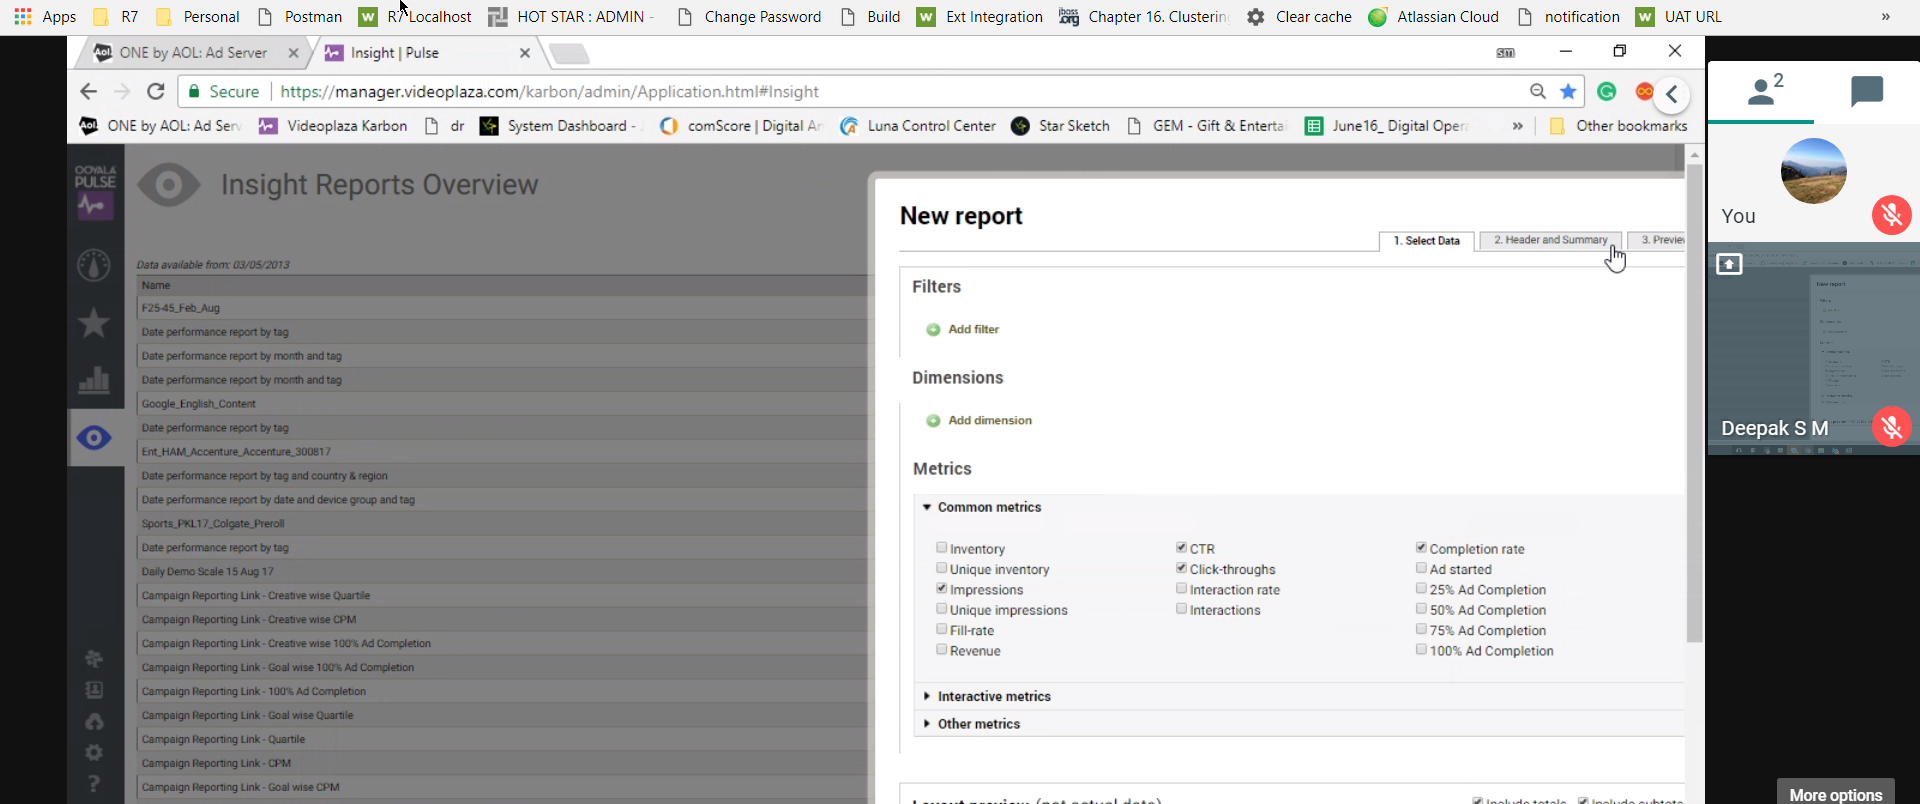 Apps R7 Personal Postman R7 Localhost HOT STAR : ADMIN - Change Password Build Ext Integration Chapter 16. Clustering Clear cache Atlassian Cloud notification UAT URL »
ONE by AOL: Ad Server Insight | Pulse
Secure https://manager.videoplaza.com/karbon/admin/Application.html#Insight
ONE by AOL: Ad Serv Videoplaza Karbon dr System Dashboard - comScore | Digital An Luna Control Center Star Sketch GEM - Gift & Enterta June16_ Digital Oper » Other bookmarks
OOYALA
PULSE
Insight Reports Overview
Data available from: 03/05/2013
Name
F25-45_Feb_Aug
Date performance report by tag
Date performance report by month and tag
Date performance report by month and tag
Google_English_Content
Date performance report by tag
Ent_HAM_Accenture_Accenture_300817
Date performance report by tag and country & region
Date performance report by date and device group and tag
Sports_PKL17_Colgate_Preroll
Date performance report by tag
Daily Demo Scale 15 Aug 17
Campaign Reporting Link - Creative wise Quartile
Campaign Reporting Link - Creative wise CPM
Campaign Reporting Link - Creative wise 100% Ad Completion
Campaign Reporting Link - Goal wise 100% Ad Completion
Campaign Reporting Link - 100% Ad Completion
Campaign Reporting Link - Goal wise Quartile
Campaign Reporting Link - Quartile
Campaign Reporting Link - CPM
Campaign Reporting Link - Goal wise CPM
New report
1. Select Data 2. Header and Summary 3. Preview
Filters
Add filter
Dimensions
Add dimension
Metrics
Common metrics
Inventory CTR Completion rate
Unique inventory Click-throughs Ad started
Impressions Interaction rate 25% Ad Completion
Unique impressions Interactions 50% Ad Completion
Fill-rate 75% Ad Completion
Revenue 100% Ad Completion
Interactive metrics
Other metrics
Layout preview (not actual data) Include totals Include subtota
2
You
Deepak S M
More options